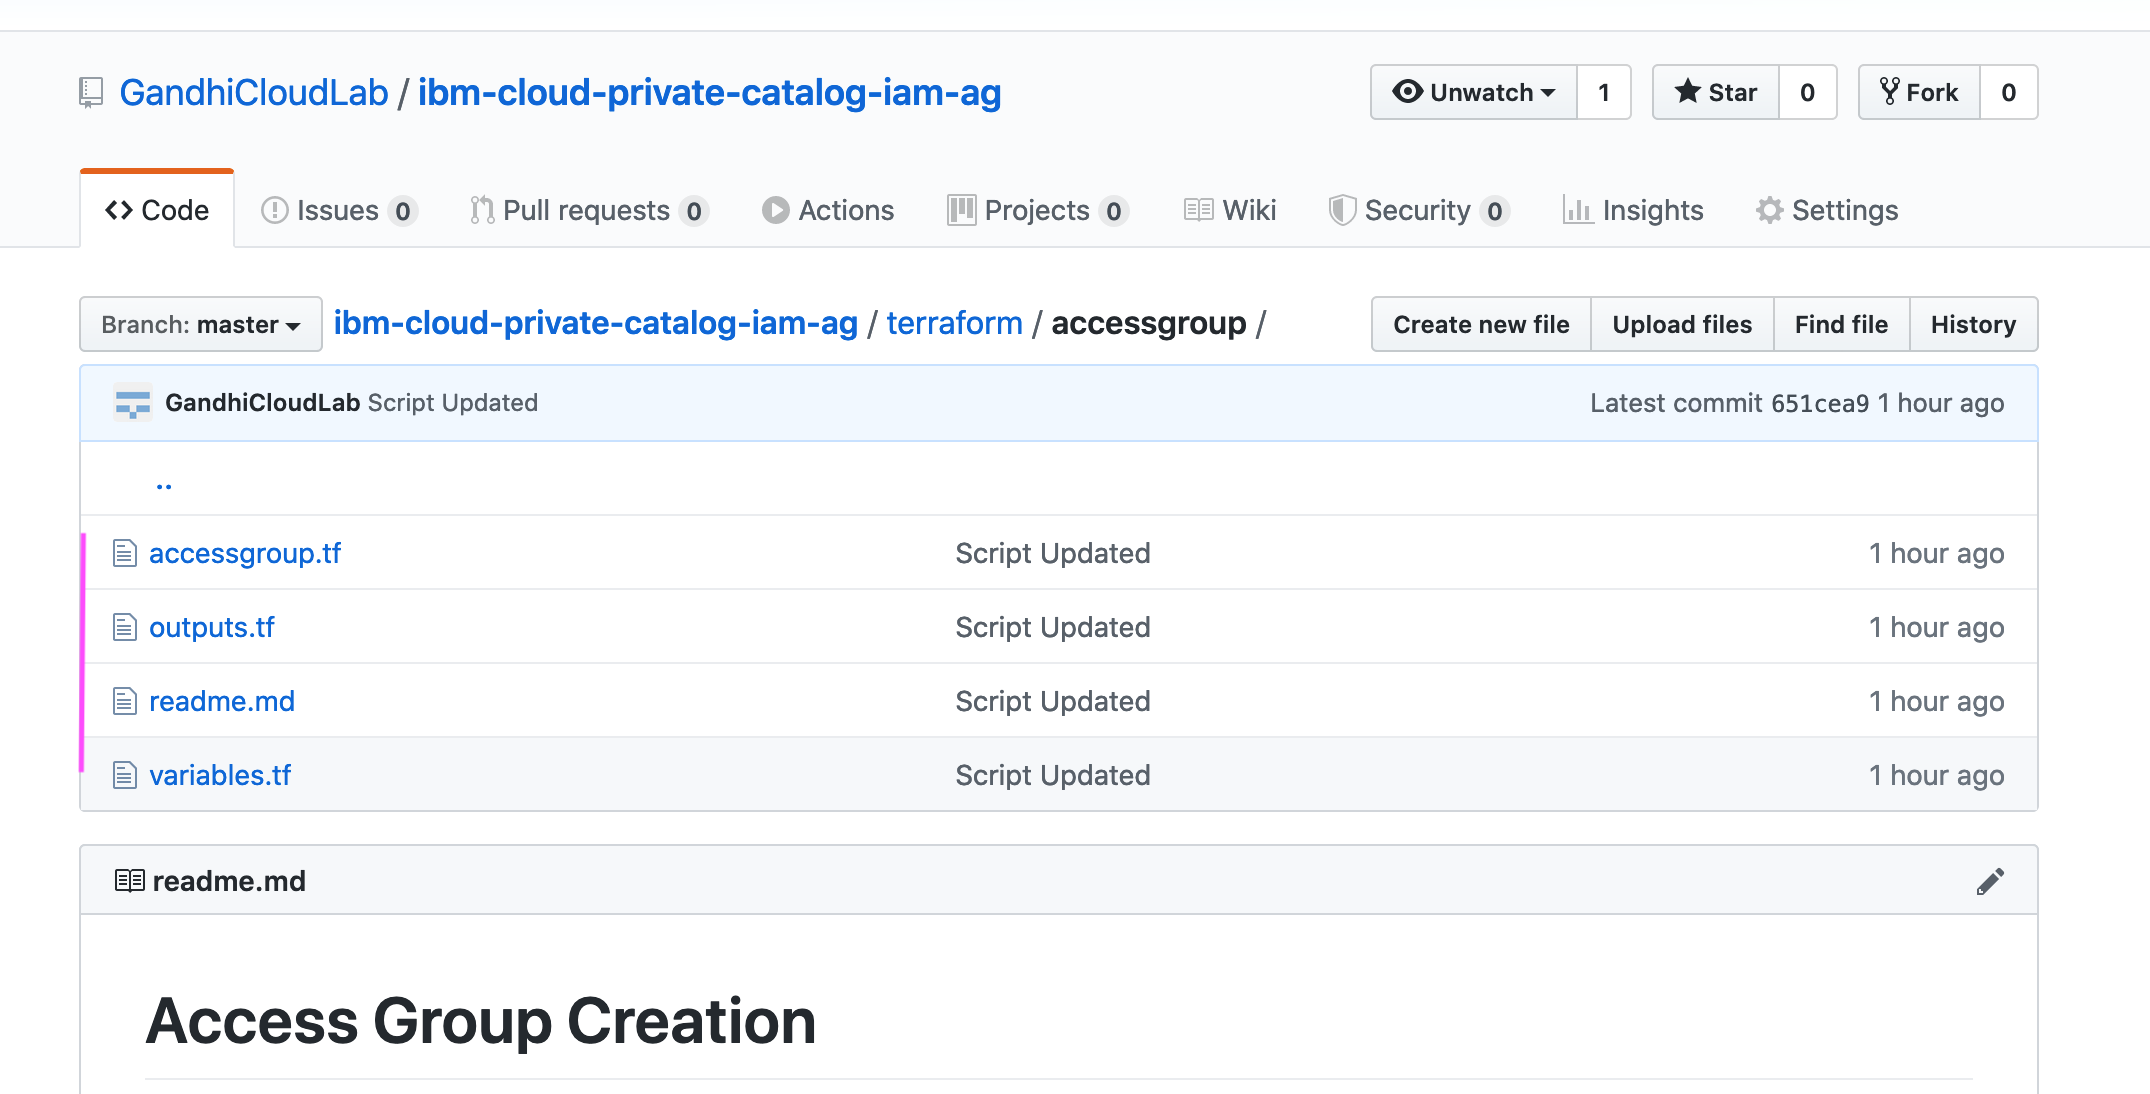 GandhiCloudLab / ibm-cloud-private-catalog-iam-ag Unwatch 1 Star 0 Fork 0
Code Issues 0 Pull requests 0 Actions Projects 0 Wiki Security 0 Insights Settings
Branch: master ibm-cloud-private-catalog-iam-ag / terraform / accessgroup / Create new file Upload files Find file History
GandhiCloudLab Script Updated Latest commit 651cea9 1 hour ago
..
accessgroup.tf Script Updated 1 hour ago
outputs.tf Script Updated 1 hour ago
readme.md Script Updated 1 hour ago
variables.tf Script Updated 1 hour ago
readme.md
Access Group Creation